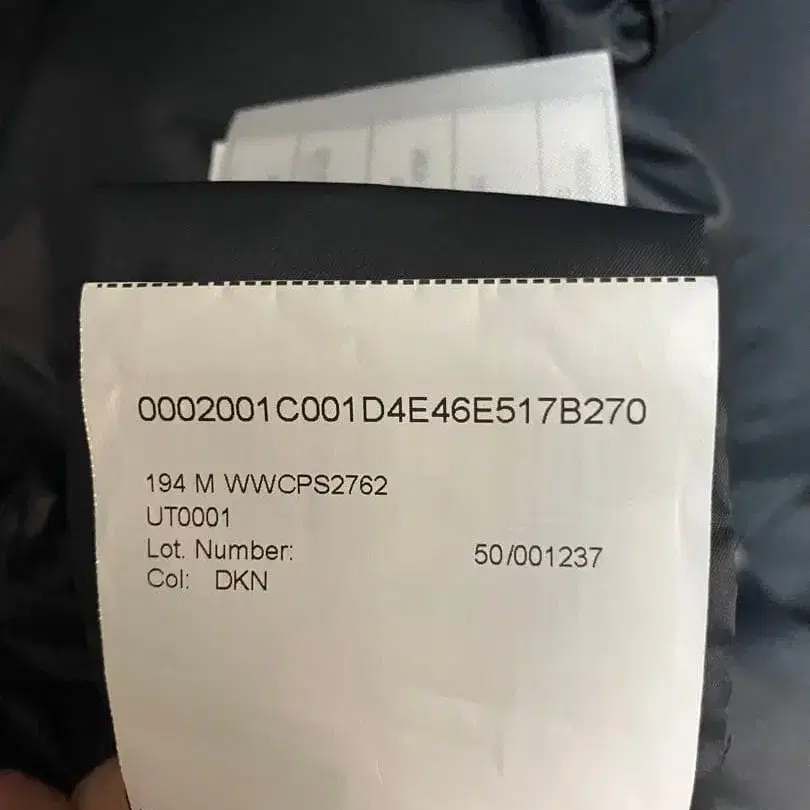 0002001C001D4E46E517B270
194 M WWCPS2762
UT0001
Lot. Number: 50/001237
Col: DKN